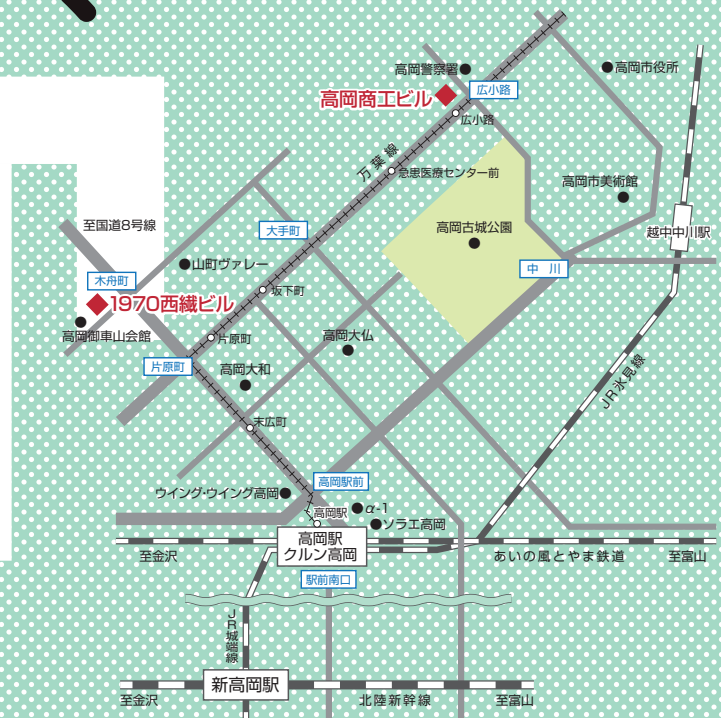 高岡警察署
高岡市役所
広小路
高岡商工ビル
広小路
万葉線
急患医療センター前
高岡市美術館
至国道8号線
大手町
高岡古城公園
越中中川駅
山町ヴァレー
中川
木舟町
坂下町
1970西繊ビル
高岡御車山会館
片原町
高岡大仏
片原町
高岡大和
JR氷見線
末広町
高岡駅前
ウイング・ウイング高岡
高岡駅
α-1
ソラエ高岡
高岡駅
クルン高岡
至金沢
あいの風とやま鉄道
至富山
駅前南口
JR城端線
新高岡駅
至金沢
北陸新幹線
至富山